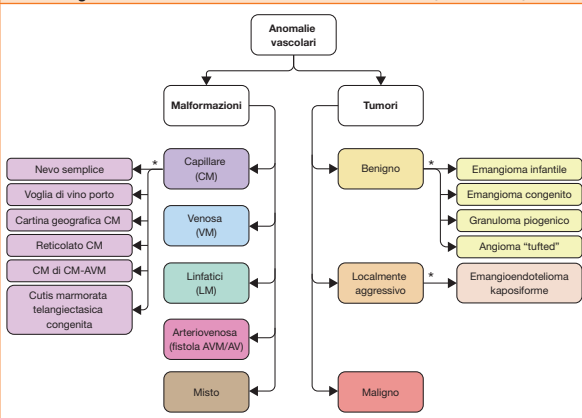 Anomalie
vascolari
Malformazioni
Tumori
*
Capillare
(CM)
Nevo semplice
Voglia di vino porto
Cartina geografica CM
Reticolato CM
CM di CM-AVM
Cutis marmorata
telangiectasica
congenita
Venosa
(VM)
Linfatici
(LM)
Arteriovenosa
(fistola AVM/AV)
Misto
Benigno
*
Emangioma infantile
Emangioma congenito
Granuloma piogenico
Angioma "tufted"
Localmente
aggressivo
*
Emangioendotelioma
kaposiforme
Maligno